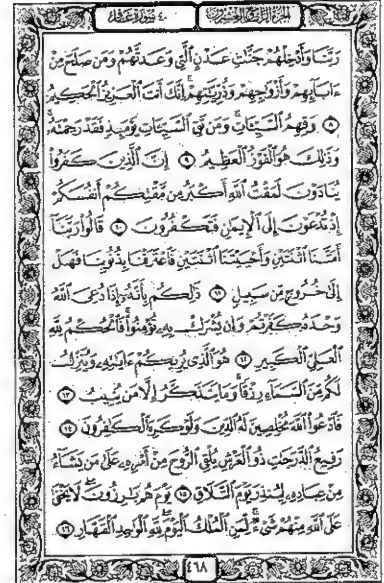 الجزء الرابع والعشرون ٤٠ سورة غافر
رَبَّنَا وَأَدْخِلْهُمْ جَنَّٰتِ عَدْنٍ ٱلَّتِي وَعَدتَّهُمْ وَمَن صَلَحَ مِنْ
ءَابَآئِهِمْ وَأَزْوَٰجِهِمْ وَذُرِّيَّٰتِهِمْ إِنَّكَ أَنتَ ٱلْعَزِيزُ ٱلْحَكِيمُ
٨ وَقِهِمُ ٱلسَّيِّـَٔاتِ وَمَن تَقِ ٱلسَّيِّـَٔاتِ يَوْمَئِذٍ فَقَدْ رَحِمْتَهُۥ
وَذَٰلِكَ هُوَ ٱلْفَوْزُ ٱلْعَظِيمُ ٩ إِنَّ ٱلَّذِينَ كَفَرُوا۟
يُنَادَوْنَ لَمَقْتُ ٱللَّهِ أَكْبَرُ مِن مَّقْتِكُمْ أَنفُسَكُمْ
إِذْ تُدْعَوْنَ إِلَى ٱلْإِيمَٰنِ فَتَكْفُرُونَ ١٠ قَالُوا۟ رَبَّنَآ
أَمَتَّنَا ٱثْنَتَيْنِ وَأَحْيَيْتَنَا ٱثْنَتَيْنِ فَٱعْتَرَفْنَا بِذُنُوبِنَا فَهَلْ
إِلَىٰ خُرُوجٍ مِّن سَبِيلٍ ١١ ذَٰلِكُم بِأَنَّهُۥٓ إِذَا دُعِيَ ٱللَّهُ
وَحْدَهُۥ كَفَرْتُمْ وَإِن يُشْرَكْ بِهِۦ تُؤْمِنُوا۟ فَٱلْحُكْمُ لِلَّهِ
ٱلْعَلِيِّ ٱلْكَبِيرِ ١٢ هُوَ ٱلَّذِي يُرِيكُمْ ءَايَٰتِهِۦ وَيُنَزِّلُ
لَكُم مِّنَ ٱلسَّمَآءِ رِزْقًا وَمَا يَتَذَكَّرُ إِلَّا مَن يُنِيبُ ١٣
فَٱدْعُوا۟ ٱللَّهَ مُخْلِصِينَ لَهُ ٱلدِّينَ وَلَوْ كَرِهَ ٱلْكَٰفِرُونَ ١٤
رَفِيعُ ٱلدَّرَجَٰتِ ذُو ٱلْعَرْشِ يُلْقِي ٱلرُّوحَ مِنْ أَمْرِهِۦ عَلَىٰ مَن يَشَآءُ
مِنْ عِبَادِهِۦ لِيُنذِرَ يَوْمَ ٱلتَّلَاقِ ١٥ يَوْمَ هُم بَٰرِزُونَ لَا يَخْفَىٰ
عَلَى ٱللَّهِ مِنْهُمْ شَيْءٌ لِّمَنِ ٱلْمُلْكُ ٱلْيَوْمَ لِلَّهِ ٱلْوَٰحِدِ ٱلْقَهَّارِ ١٦
٤٦٨